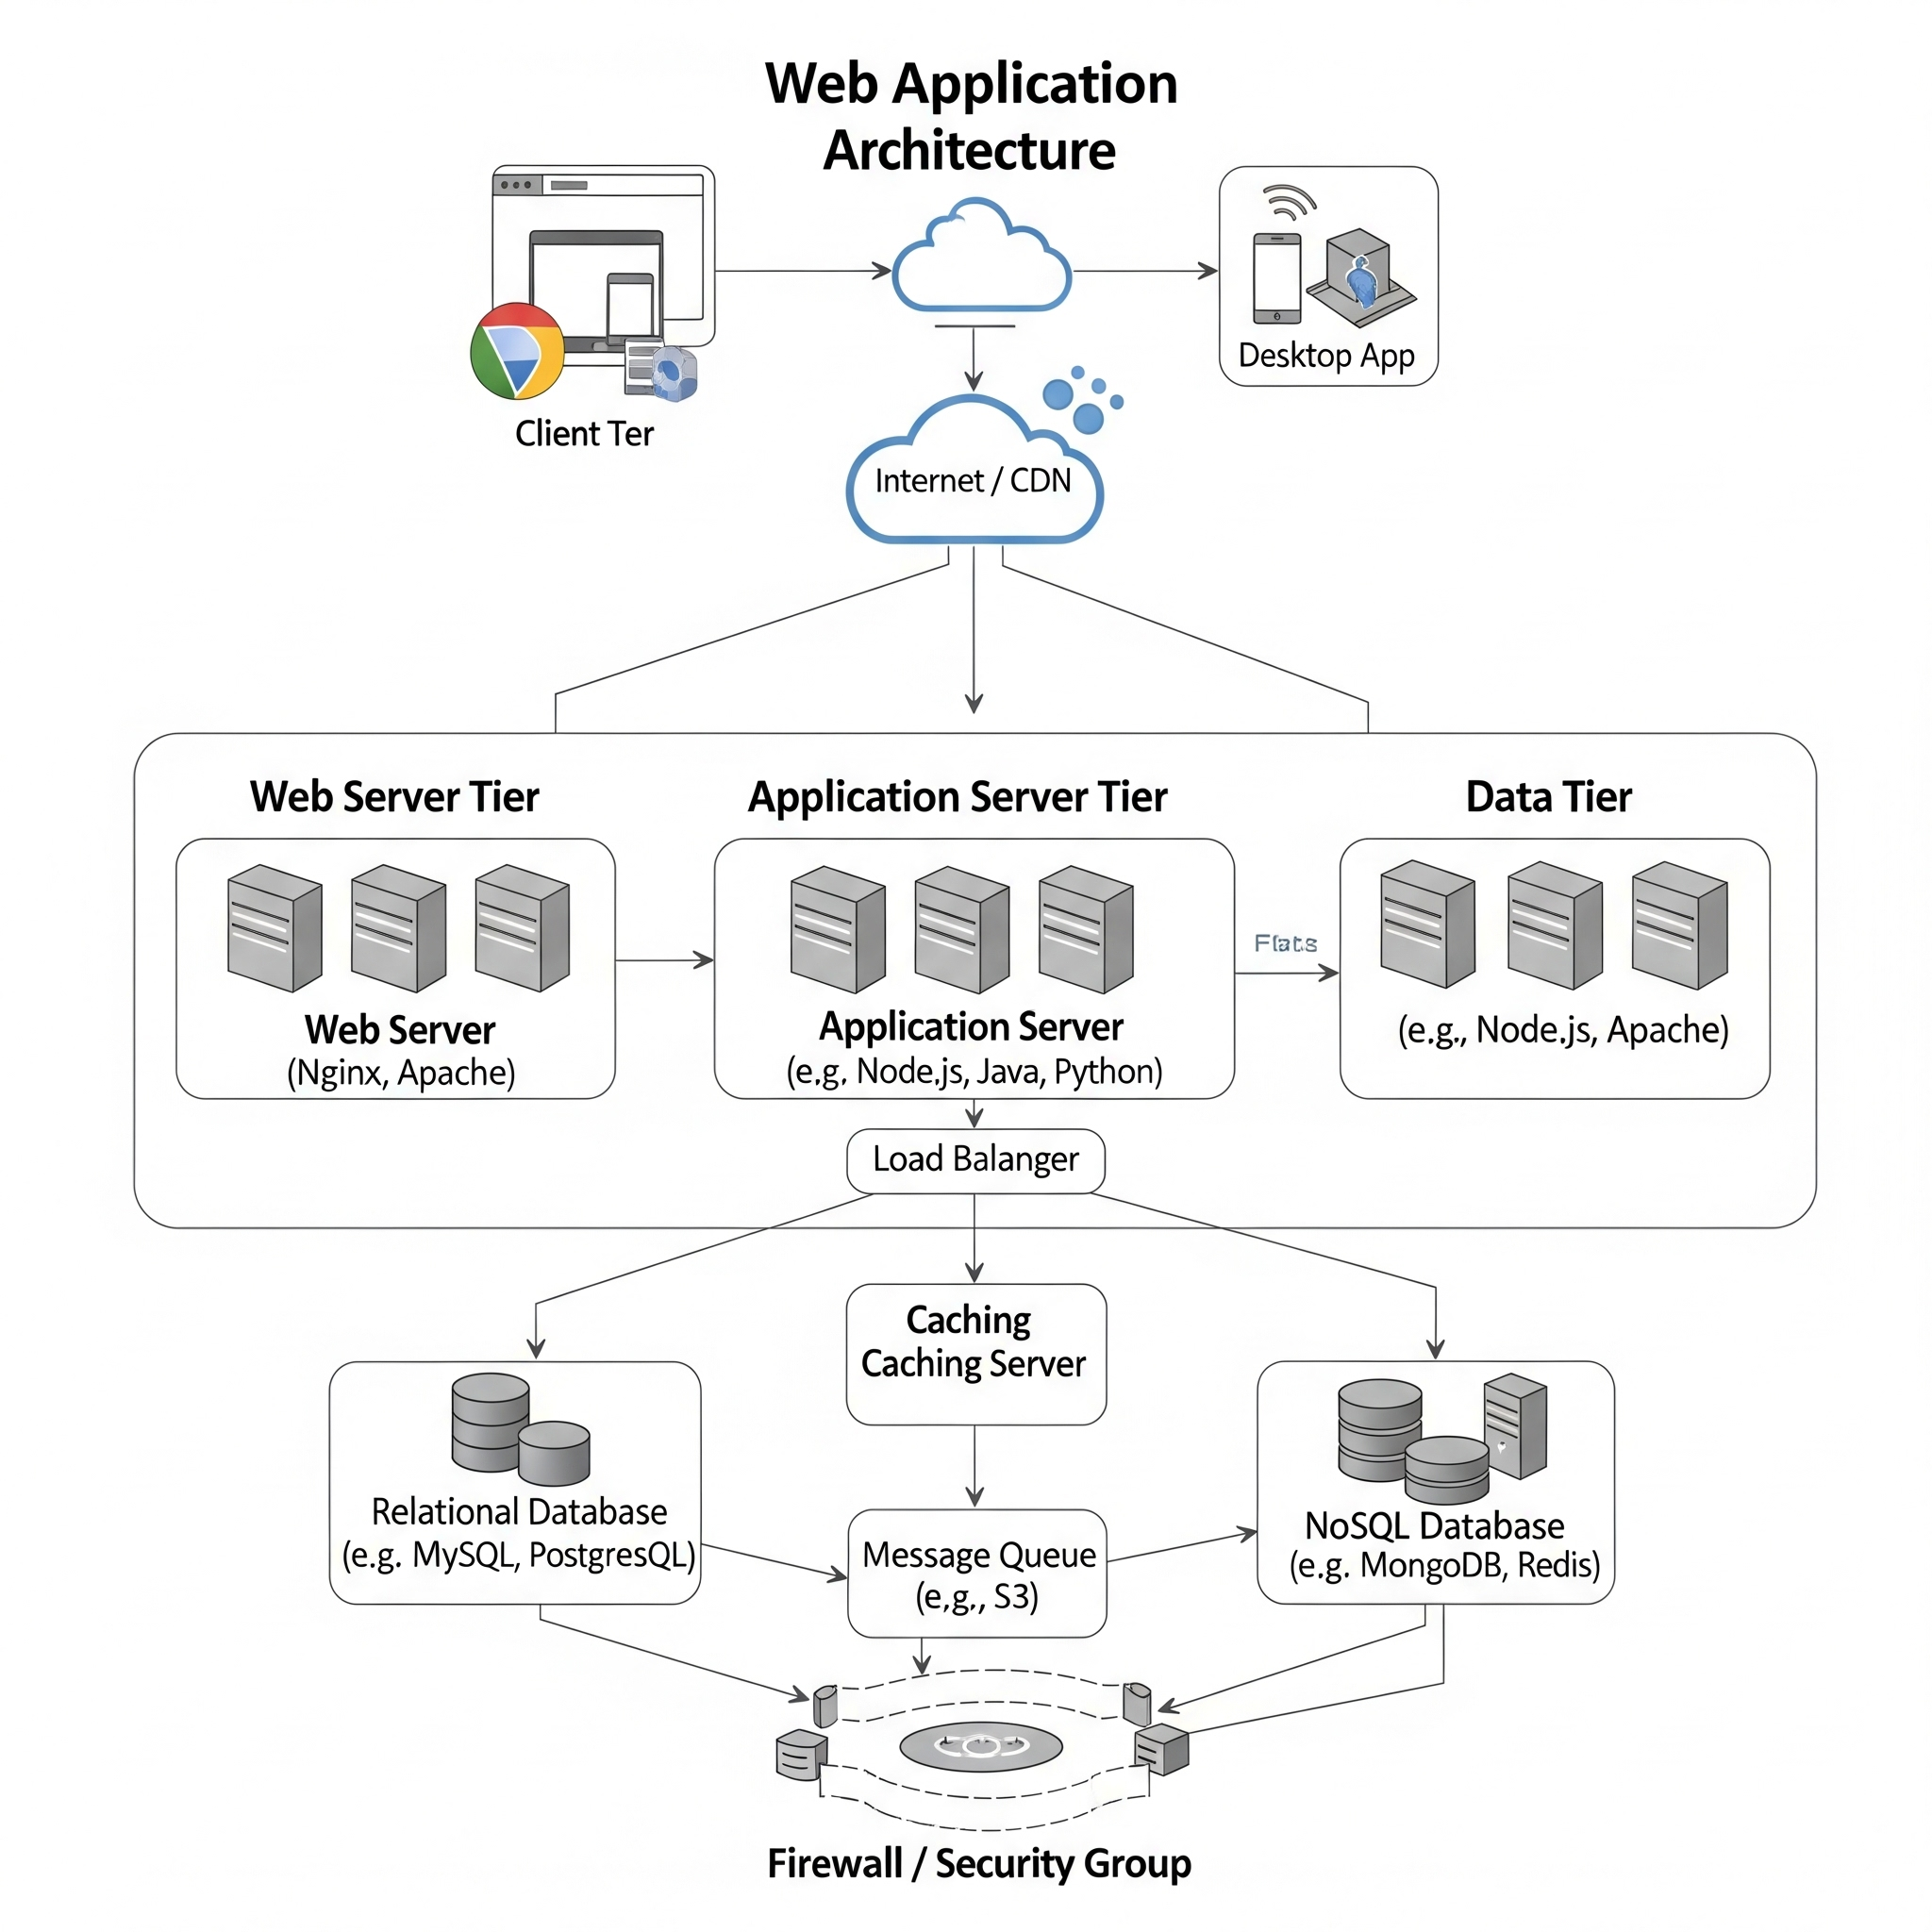 Web Application
Architecture
Desktop App
Client Ter
Internet / CDN
Web Server Tier
Application Server Tier
Data Tier
Web Server
(Nginx, Apache)
Application Server
(e.g. Node.js, Java, Python)
(e.g., Node.js, Apache)
Load Balanger
Caching
Caching Server
Relational Database
(e.g. MySQL, PostgresQL)
Message Queue
(e,g., S3)
NoSQL Database
(e.g. MongoDB, Redis)
Firewall / Security Group